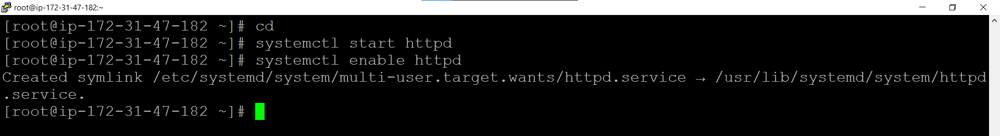 root@ip-172-31-47-182:~
[root@ip-172-31-47-182 ~]# cd
[root@ip-172-31-47-182 ~]# systemctl start httpd
[root@ip-172-31-47-182 ~]# systemctl enable httpd
Created symlink /etc/systemd/system/multi-user.target.wants/httpd.service → /usr/lib/systemd/system/httpd
.service.
[root@ip-172-31-47-182 ~]#